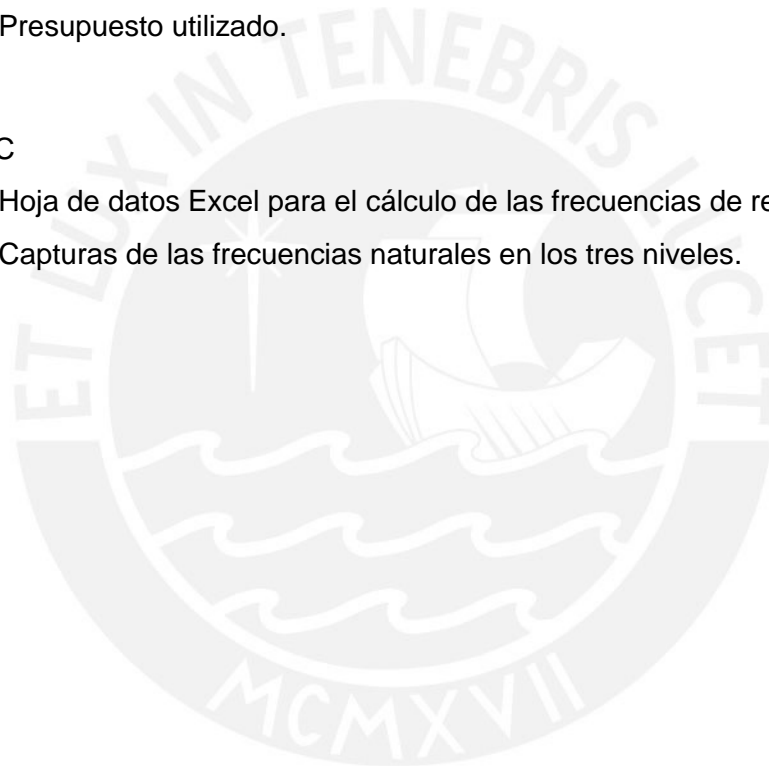 Presupuesto utilizado.
C
Hoja de datos Excel para el cálculo de las frecuencias de re
Capturas de las frecuencias naturales en los tres niveles.
ET LUX IN TENEBRIS LUCET
MCMXVII